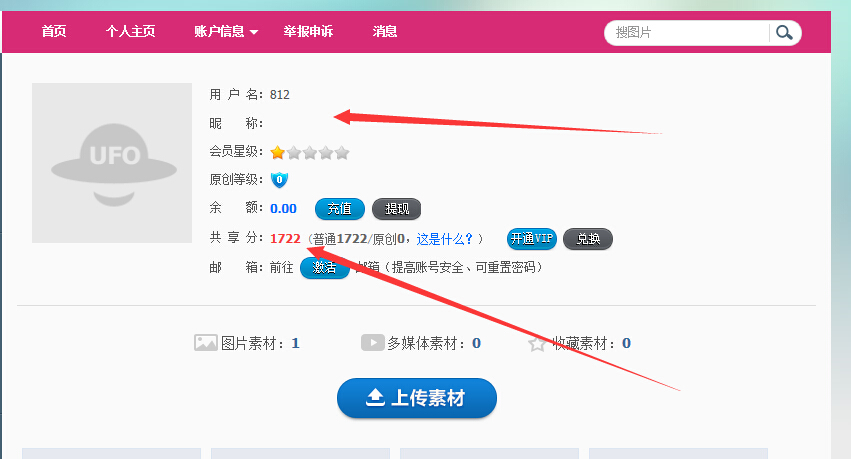 首页 个人主页 账户信息 举报申诉 消息 搜图片
UFO
用 户 名：812
昵 称：
会员星级：
原创等级：0
余 额：0.00 充值 提现
共 享 分：1722（普通1722/原创0，这是什么？） 开通VIP 兑换
邮 箱：前往 激活 邮箱（提高账号安全、可重置密码）
图片素材：1 多媒体素材：0 收藏素材：0
上传素材